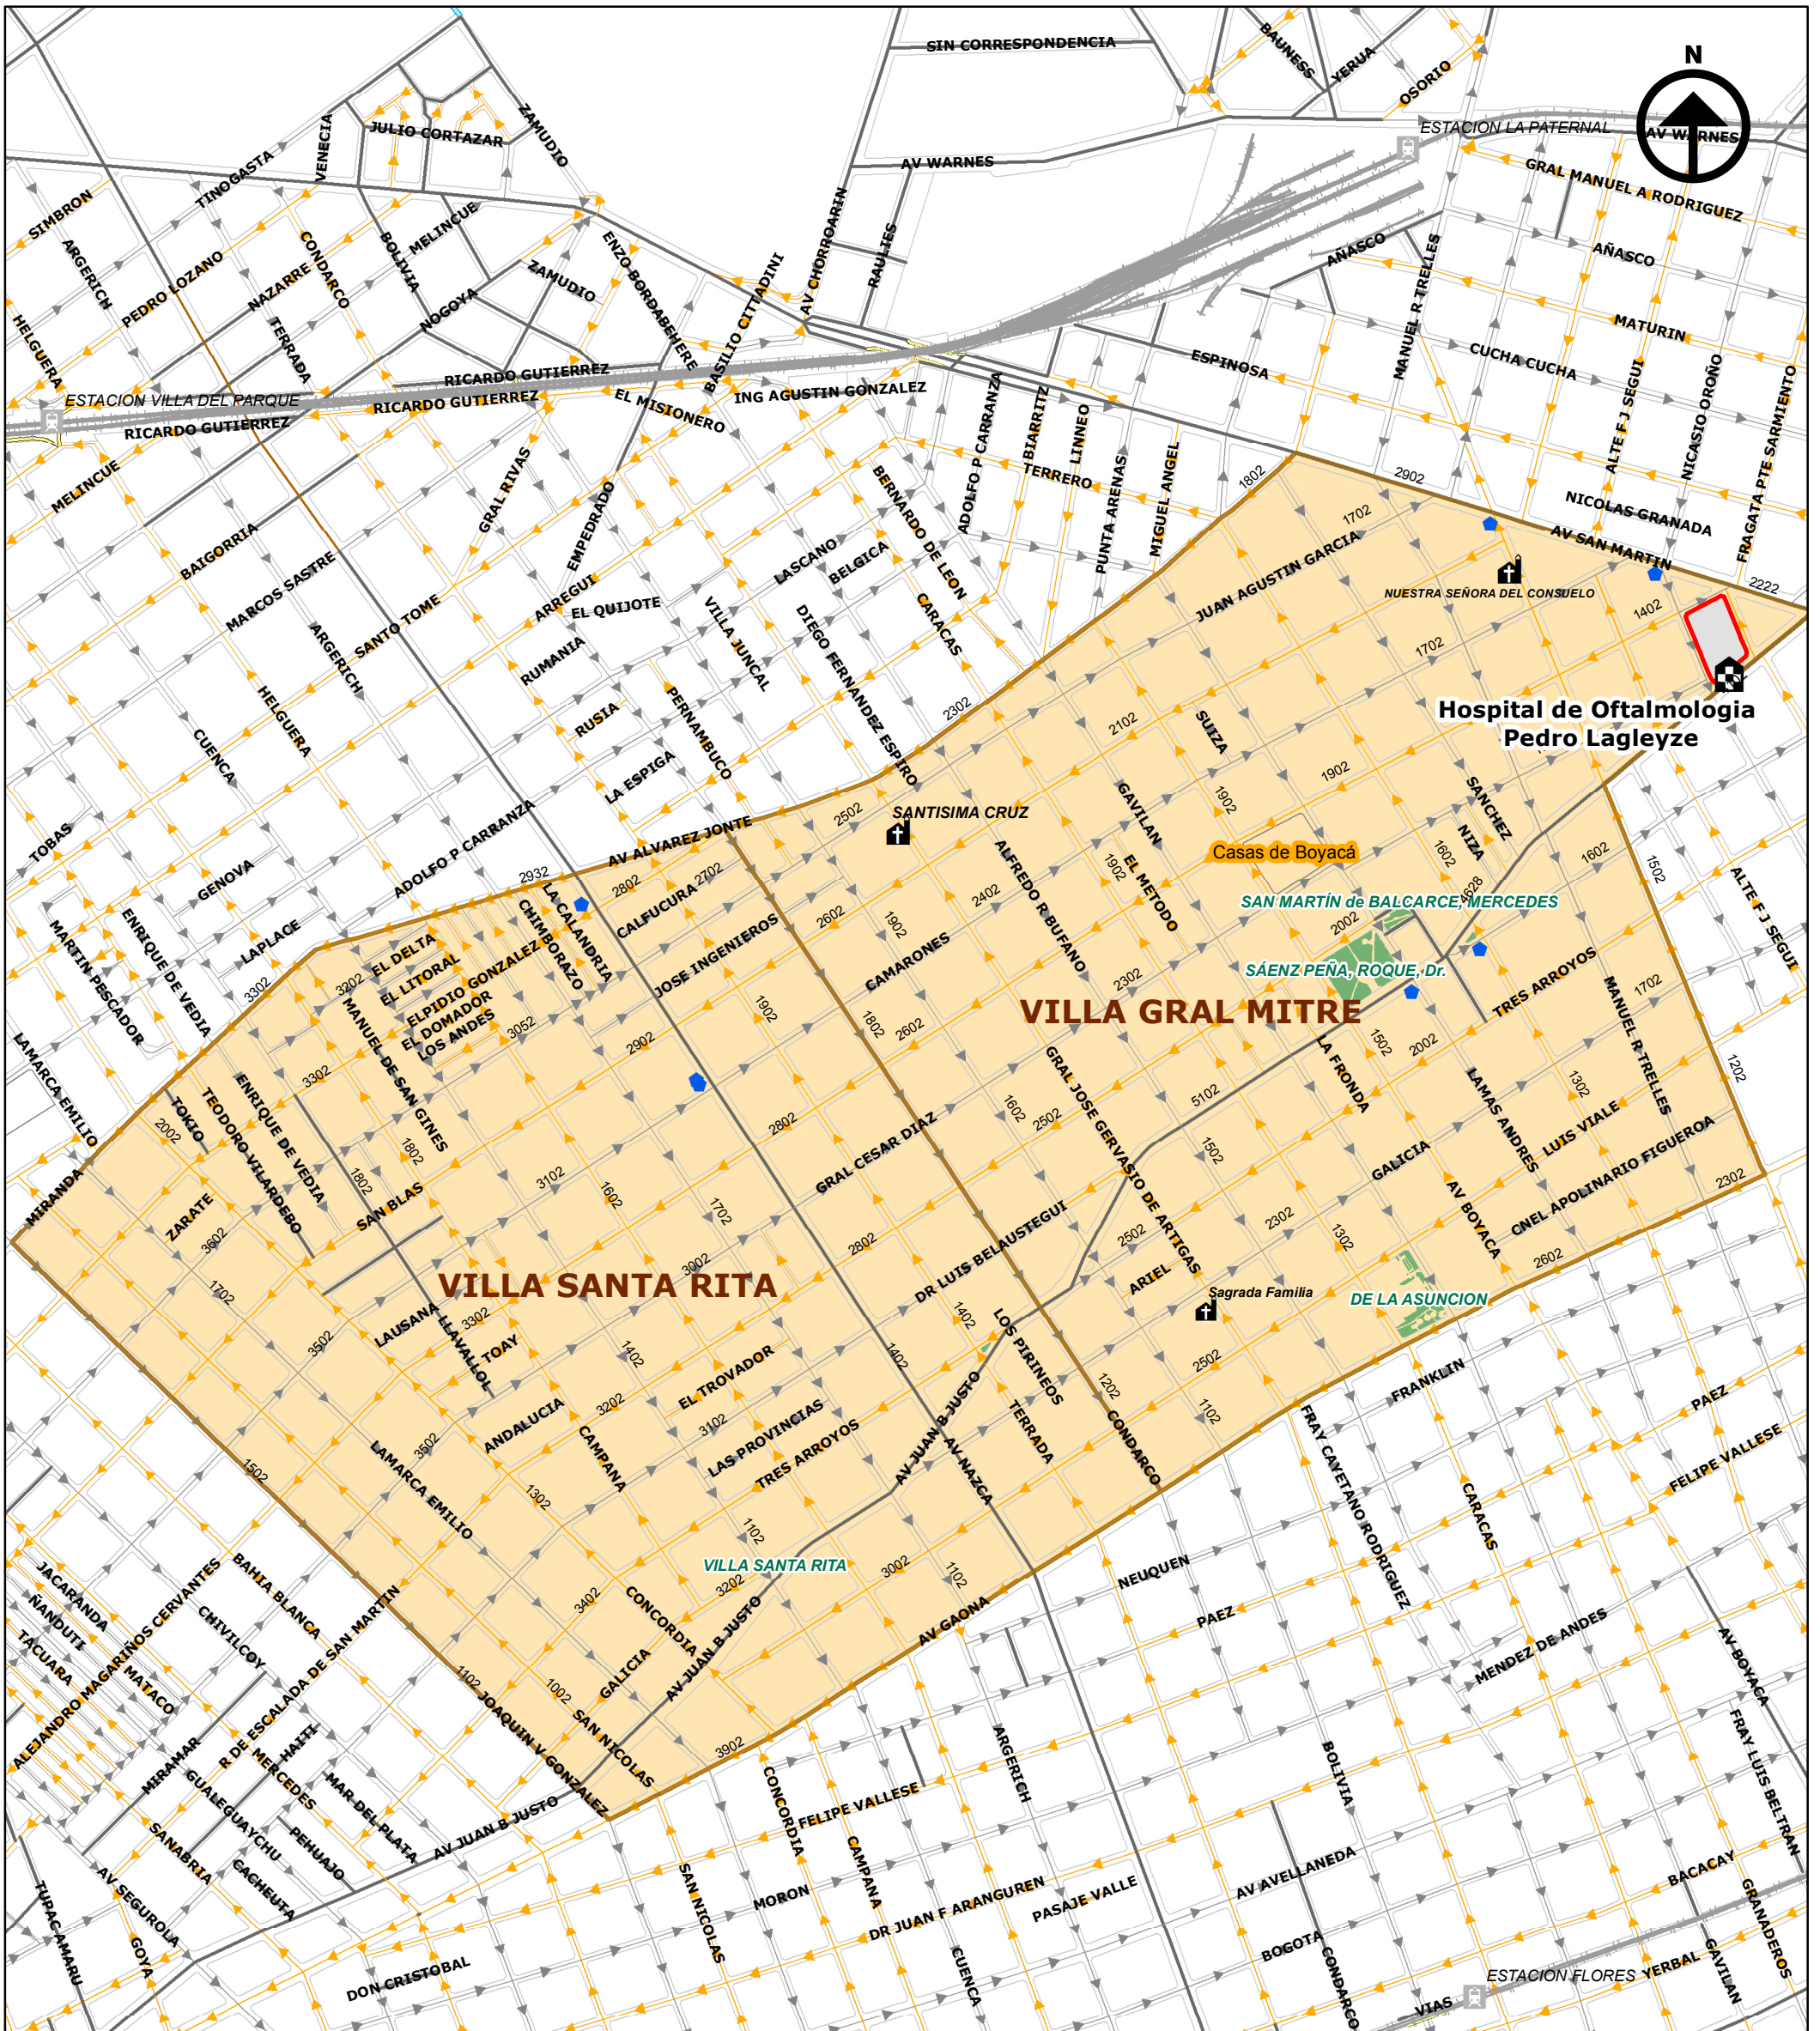 N
SIN CORRESPONDENCIA
BAUNESS
YERUA
OSORIO
ESTACION LA PATERNAL
AV WARNES
ZAMUDIO
JULIO CORTAZAR
VENECIA
TINOGASTA
AV WARNES
GRAL MANUEL A RODRIGUEZ
SIMBRON
ARGERICH
PEDRO LOZANO
CONDARCO
NAZARRE
BOLIVIA
MELINCUE
ZAMUDIO
ENZO BORDABEHERE
BASILIO CITTADINI
AV CHORROARIN
RAULIES
AÑASCO
MANUEL R TRELLES
AÑASCO
NOGOYA
HELGUERA
TERRADA
MATURIN
CUCHA CUCHA
ESPINOSA
ALTE F J SEGUI
NICASIO OROÑO
FRAGATA PTE SARMIENTO
ESTACION VILLA DEL PARQUE
RICARDO GUTIERREZ
RICARDO GUTIERREZ
RICARDO GUTIERREZ
EL MISIONERO
ING AGUSTIN GONZALEZ
ADOLFO P CARRANZA
BIARRITZ
LINNEO
TERRERO
PUNTA ARENAS
MIGUEL ANGEL
1802
2902
NICOLAS GRANADA
AV SAN MARTIN
2222
MELINCUE
GRAL RIVAS
EMPEDRADO
BERNARDO DE LEON
BAIGORRIA
MARCOS SASTRE
SANTO TOME
ARREGUI
EL QUIJOTE
LASCANO
BELGICA
CARACAS
1702
JUAN AGUSTIN GARCIA
NUESTRA SEÑORA DEL CONSUELO
1402
1702
RUMANIA
VILLA JUNCAL
DIEGO FERNANDEZ ESPIRO
ARGERICH
HELGUERA
CUENCA
RUSIA
PERNAMBUCO
LA ESPIGA
2302
2102
SUIZA
Hospital de Oftalmologia
Pedro Lagleyze
1902
1902
SANCHEZ
NIZA
1602
1602
1502
ALTE F J SEGUI
TOBAS
GENOVA
ADOLFO P CARRANZA
AV ALVAREZ JONTE
2502
SANTISIMA CRUZ
GAVILAN
EL METODO
1902
Casas de Boyacá
ALFREDO R BUFANO
SAN MARTÍN de BALCARCE, MERCEDES
4628
2002
SÁENZ PEÑA, ROQUE, Dr.
2932
2802
2702
CALFUCURA
LA CALANDRIA
CHIMBORAZO
2602
1902
2402
CAMARONES
2302
MARTIN PESCADOR
ENRIQUE DE VEDIA
LAPLACE
3302
3202
EL DELTA
EL LITORAL
ELPIDIO GONZALEZ
EL DOMADOR
LOS ANDES
3052
JOSE INGENIEROS
1902
1802
2602
VILLA GRAL MITRE
TRES ARROYOS
MANUEL R TRELLES
1702
MANUEL DE SAN GINES
2902
3302
LAMARCA EMILIO
TOKIO
2002
TEODORO VILARDEBO
ENRIQUE DE VEDIA
1802
1802
2802
1602
2502
GRAL JOSE GERVASIO DE ARTIGAS
5102
LA FRONDA
1502
2002
LAMAS ANDRES
1302
1202
LUIS VIALE
GALICIA
CNEL APOLINARIO FIGUEROA
2302
MIRANDA
ZARATE
3602
SAN BLAS
3102
1602
1702
GRAL CESAR DIAZ
2802
3002
DR LUIS BELAUSTEGUI
1502
2502
2302
1302
AV BOYACA
2602
1702
VILLA SANTA RITA
LAUSANA
LLAVALLOL
3302
TOAY
3502
1402
ARIEL
Sagrada Familia
DE LA ASUNCION
1402
1402
LOS PIRINEOS
2502
1202
1102
ANDALUCIA
3202
EL TROVADOR
3102
LAS PROVINCIAS
TRES ARROYOS
AV JUAN B JUSTO
AV NAZCA
TERRADA
CONDARCO
FRANKLIN
PAEZ
FELIPE VALLESE
FRAY CAYETANO RODRIGUEZ
CARACAS
3502
1502
LAMARCA EMILIO
1302
CAMPANA
1102
VILLA SANTA RITA
3202
3002
1102
AV GAONA
NEUQUEN
PAEZ
MENDEZ DE ANDES
AV BOYACA
JACARANDA
ÑANDUTI
TACUARA
MATACO
ALEJANDRO MAGARIÑOS CERVANTES
BAHIA BLANCA
CHIVILCOY
R DE ESCALADA DE SAN MARTIN
3402
CONCORDIA
GALICIA
AV JUAN B JUSTO
1102
JOAQUIN V GONZALEZ
1002
SAN NICOLAS
3902
MIRAMAR
HAITI
MERCEDES
GUALEGUAYCHU
MAR DEL PLATA
PEHUAJO
SANABRIA
CACHEUTA
AV SEGUROLA
GOYA
TUPAC AMARU
AV JUAN B JUSTO
CONCORDIA
FELIPE VALLESE
CAMPANA
ARGERICH
BOLIVIA
FRAY LUIS BELTRAN
SAN NICOLAS
MORON
DR JUAN F ARANGUREN
PASAJE VALLE
AV AVELLANEDA
BACACAY
GRANADEROS
DON CRISTOBAL
CUENCA
BOGOTA
CONDARCO
ESTACION FLORES
YERBAL
GAVILAN
VIAS